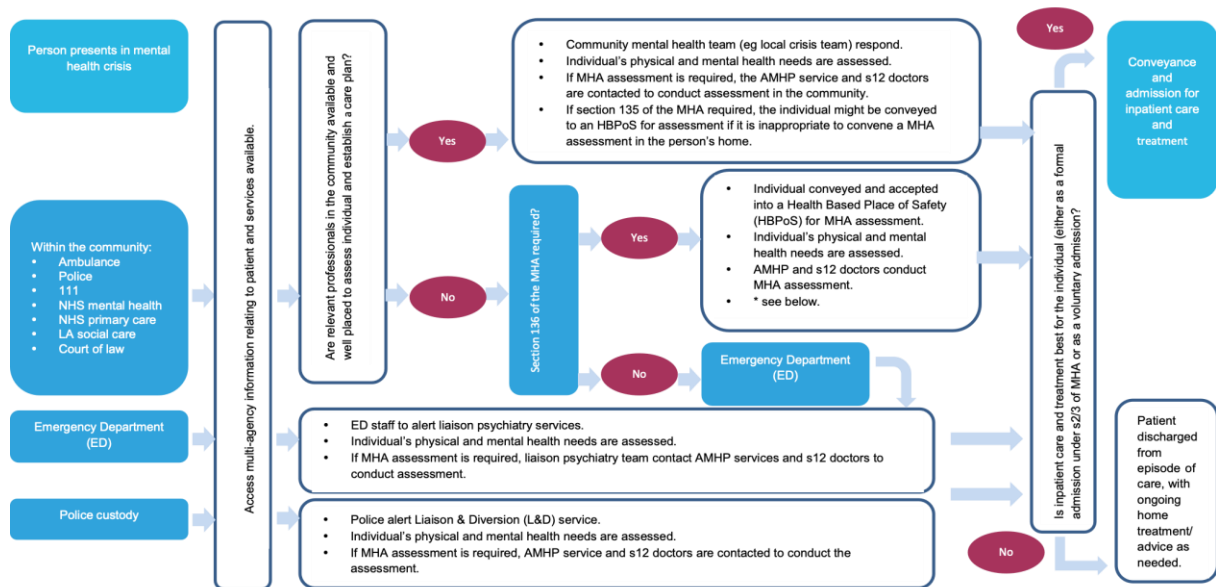 Person presents in mental
health crisis
Within the community:
• Ambulance
• Police
• 111
• NHS mental health
• NHS primary care
• LA social care
• Court of law
Emergency Department
(ED)
Police custody
Access multi-agency information relating to patient and services available.
Are relevant professionals in the community available and
well placed to assess individual and establish a care plan?
Yes
• Community mental health team (eg local crisis team) respond.
• Individual's physical and mental health needs are assessed.
• If MHA assessment is required, the AMHP service and s12 doctors
are contacted to conduct assessment in the community.
• If section 135 of the MHA required, the individual might be conveyed
to an HBPoS for assessment if it is inappropriate to convene a MHA
assessment in the person's home.
No
Section 136 of the MHA required?
Yes
• Individual conveyed and accepted
into a Health Based Place of Safety
(HBPoS) for MHA assessment.
• Individual's physical and mental
health needs are assessed.
• AMHP and s12 doctors conduct
MHA assessment.
• * see below.
No
Emergency Department
(ED)
• ED staff to alert liaison psychiatry services.
• Individual's physical and mental health needs are assessed.
• If MHA assessment is required, liaison psychiatry team contact AMHP services and s12 doctors to
conduct assessment.
• Police alert Liaison & Diversion (L&D) service.
• Individual's physical and mental health needs are assessed.
• If MHA assessment is required, AMHP service and s12 doctors are contacted to conduct the
assessment.
Is inpatient care and treatment best for the individual (either as a formal
admission under s2/3 of MHA or as a voluntary admission?
Yes
Conveyance
and
admission for
inpatient care
and
treatment
No
Patient
discharged
from
episode of
care, with
ongoing
home
treatment/
advice as
needed.